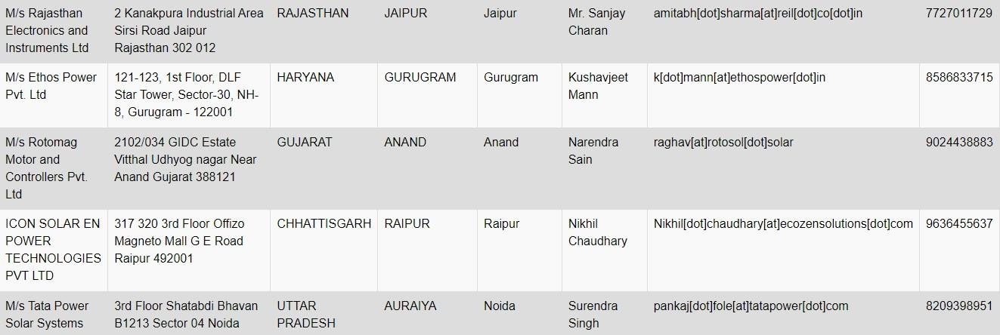 M/s Rajasthan
Electronics and
Instruments Ltd
2 Kanakpura Industrial Area
Sirsi Road Jaipur
Rajasthan 302 012
RAJASTHAN
JAIPUR
Jaipur
Mr. Sanjay
Charan
amitabh[dot]sharma[at]reil[dot]co[dot]in
7727011729
M/s Ethos Power
Pvt. Ltd
121-123, 1st Floor, DLF
Star Tower, Sector-30, NH-
8, Gurugram - 122001
HARYANA
GURUGRAM
Gurugram
Kushavjeet
Mann
k[dot]mann[at]ethospower[dot]in
8586833715
M/s Rotomag
Motor and
Controllers Pvt.
Ltd
2102/034 GIDC Estate
Vitthal Udhyog nagar Near
Anand Gujarat 388121
GUJARAT
ANAND
Anand
Narendra
Sain
raghav[at]rotosol[dot]solar
9024438883
ICON SOLAR EN
POWER
TECHNOLOGIES
PVT LTD
317 320 3rd Floor Offizo
Magneto Mall G E Road
Raipur 492001
CHHATTISGARH
RAIPUR
Raipur
Nikhil
Chaudhary
Nikhil[dot]chaudhary[at]ecozensolutions[dot]com
9636455637
M/s Tata Power
Solar Systems
3rd Floor Shatabdi Bhavan
B1213 Sector 04 Noida
UTTAR
PRADESH
AURAIYA
Noida
Surendra
Singh
pankaj[dot]fole[at]tatapower[dot]com
8209398951